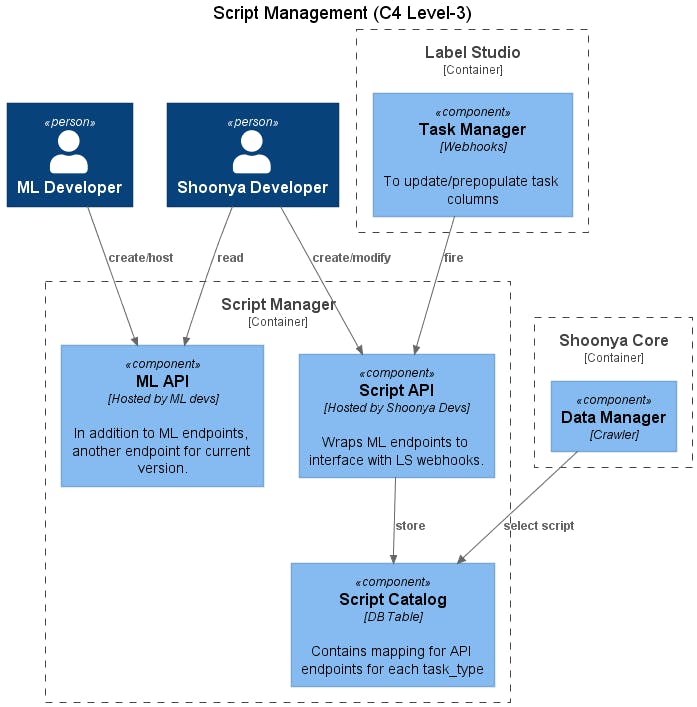 Script Management (C4 Level-3)
Label Studio
[Container]
«component»
Task Manager
[Webhooks]
To update/prepopulate task
columns
«person»
ML Developer
«person»
Shoonya Developer
create/host
read
create/modify
fire
Script Manager
[Container]
«component»
ML API
[Hosted by ML devs]
In addition to ML endpoints,
another endpoint for current
version.
«component»
Script API
[Hosted by Shoonya Devs]
Wraps ML endpoints to
interface with LS webhooks.
Shoonya Core
[Container]
«component»
Data Manager
[Crawler]
store
select script
«component»
Script Catalog
[DB Table]
Contains mapping for API
endpoints for each task_type